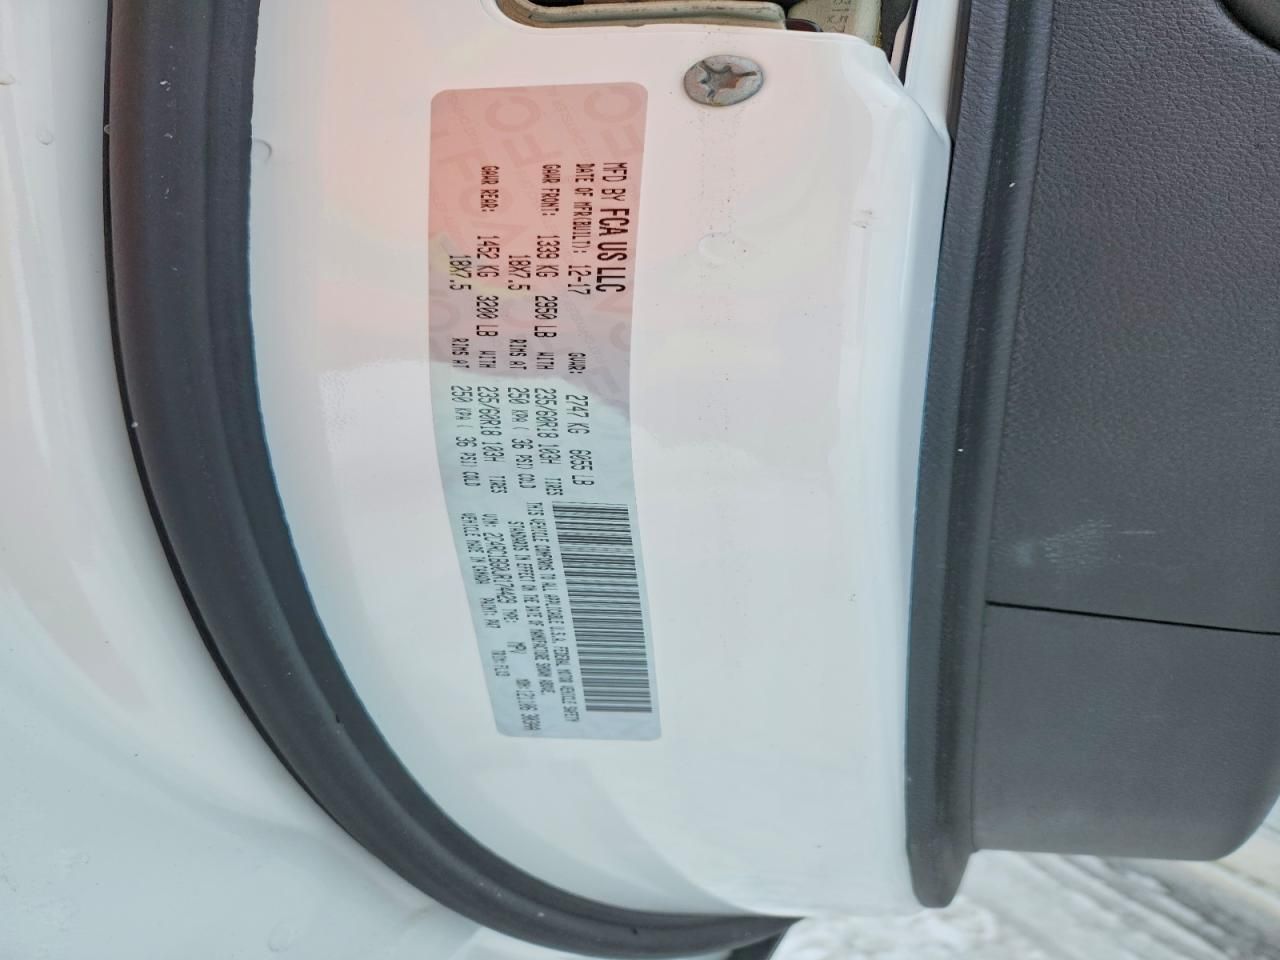 MFD BY FCA US LLC
DATE OF MFR(BUILT): 12-17 GVWR: 2747 KG 6055 LB
GAWR FRONT: 1339 KG 2950 LB WITH 235/60R18 103H TIRES
18X7.5 RIMS AT 250 KPA ( 36 PSI) COLD
GAWR REAR: 1452 KG 3200 LB WITH 235/60R18 103H TIRES
18X7.5 RIMS AT 250 KPA ( 36 PSI) COLD
THIS VEHICLE CONFORMS TO ALL APPLICABLE U.S.A. FEDERAL MOTOR VEHICLE SAFETY
STANDARDS IN EFFECT ON THE DATE OF MANUFACTURE SHOWN ABOVE.
VIN: TYPE: MPV
VEHICLE MADE IN CANADA PAINT: PW7